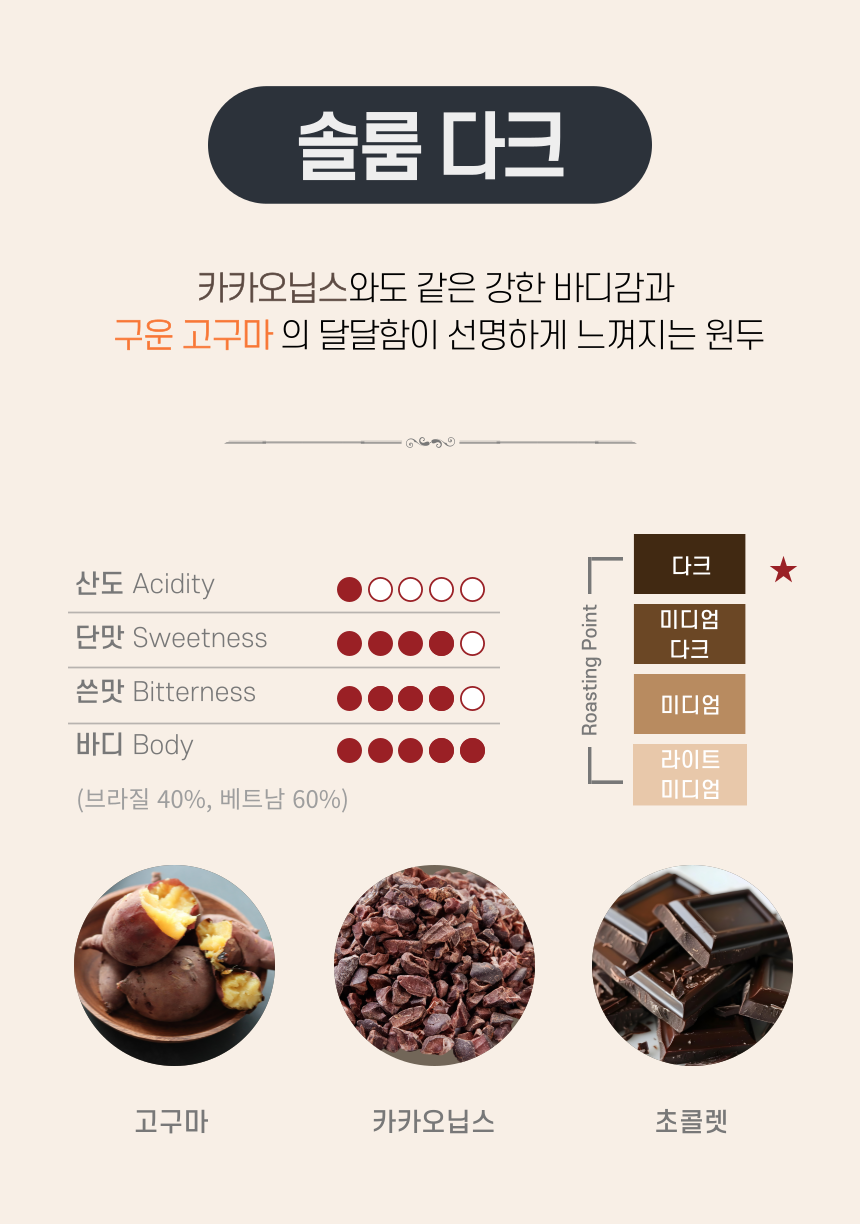 솔룸 다크
카카오닙스와도 같은 강한 바디감과
구운 고구마 의 달달함이 선명하게 느껴지는 원두
산도 Acidity
단맛 Sweetness
쓴맛 Bitterness
바디 Body
(브라질 40%, 베트남 60%)
Roasting Point
다크
미디엄
다크
미디엄
라이트
미디엄
고구마
카카오닙스
초콜렛